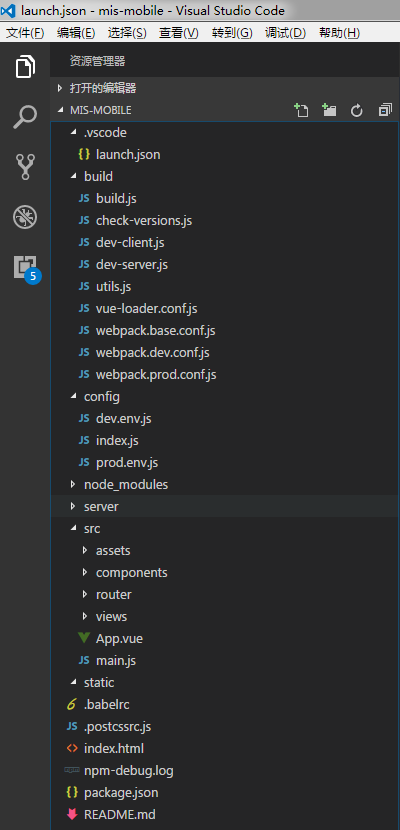 launch.json - mis-mobile - Visual Studio Code
文件(F) 编辑(E) 选择(S) 查看(V) 转到(G) 调试(D) 帮助(H)
资源管理器
打开的编辑器
MIS-MOBILE
.vscode
{ } launch.json
build
JS build.js
JS check-versions.js
JS dev-client.js
JS dev-server.js
JS utils.js
JS vue-loader.conf.js
JS webpack.base.conf.js
JS webpack.dev.conf.js
JS webpack.prod.conf.js
config
JS dev.env.js
JS index.js
JS prod.env.js
node_modules
server
src
assets
components
router
views
App.vue
JS main.js
static
.babelrc
JS .postcssrc.js
<> index.html
npm-debug.log
{ } package.json
README.md
5